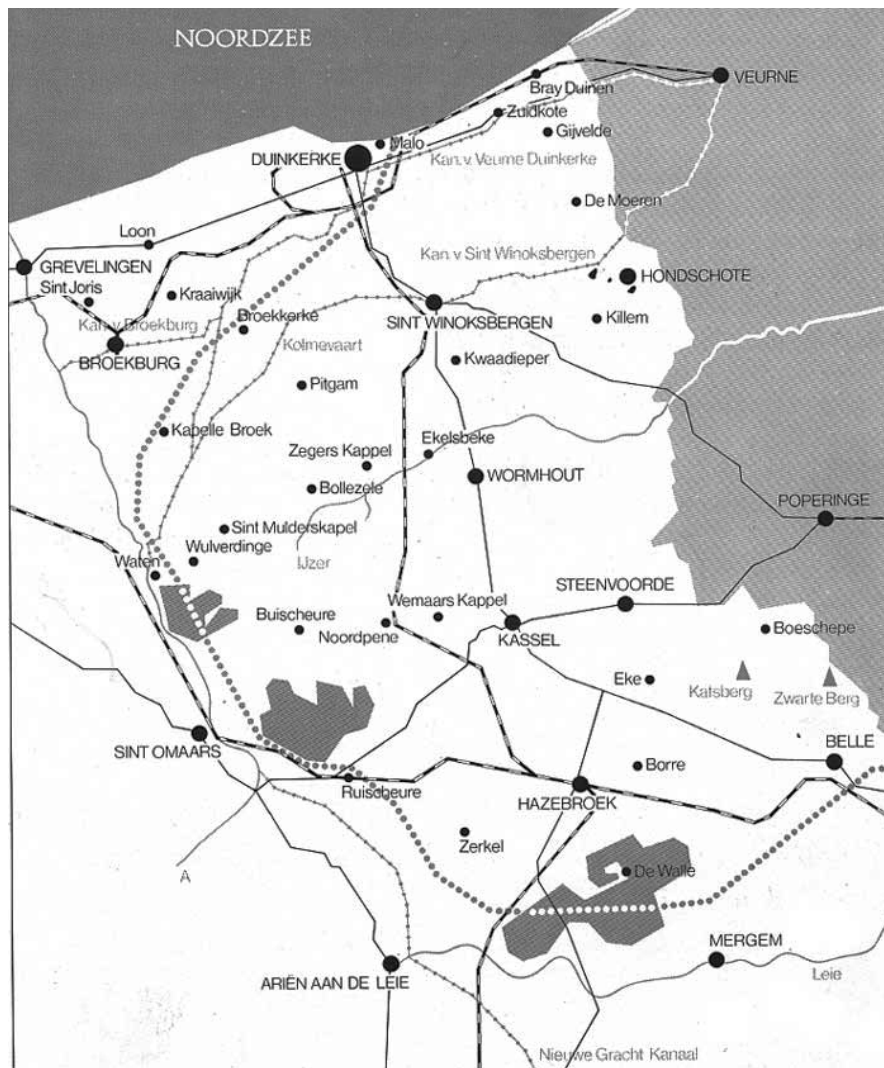 NOORDZEE
VEURNE
Bray Duinen
Zuidkote
Gijvelde
Malo
DUINKERKE
Kan. v. Veurne Duinkerke
De Moeren
Loon
Kan. v Sint Winoksbergen
GREVELINGEN
HONDSCHOTE
Sint Joris
Kraaiwijk
Kan. v Broekburg
Broekkerke
SINT WINOKSBERGEN
Killem
BROEKBURG
Kolmevaart
Kwaadieper
Pitgam
Kapelle Broek
Zegers Kappel
Ekelsbeke
WORMHOUT
Bollezele
POPERINGE
Sint Mulderskapel
Wulverdinge
IJzer
Waten
STEENVOORDE
Buischeure
Wemaars Kappel
Noordpene
KASSEL
Boeschepe
Eke
Katsberg
Zwarte Berg
SINT OMAARS
BELLE
Borre
Ruischeure
HAZEBROEK
Zerkel
De Walle
A
MERGEM
ARIËN AAN DE LEIE
Leie
Nieuwe Gracht Kanaal